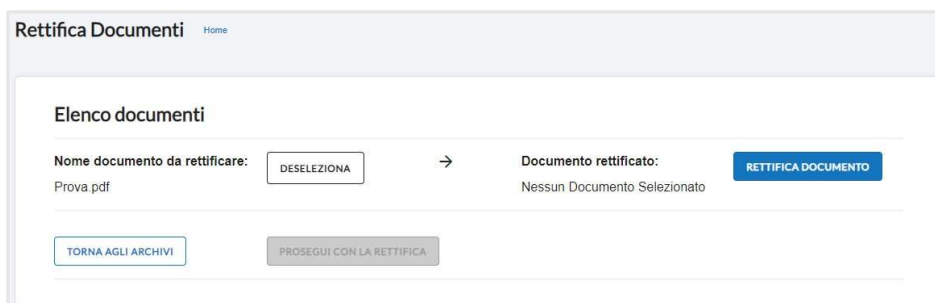 Rettifica Documenti Home
Elenco documenti
Nome documento da rettificare: DESELEZIONA → Documento rettificato: RETTIFICA DOCUMENTO
Prova.pdf Nessun Documento Selezionato
TORNA AGLI ARCHIVI PROSEGUI CON LA RETTIFICA